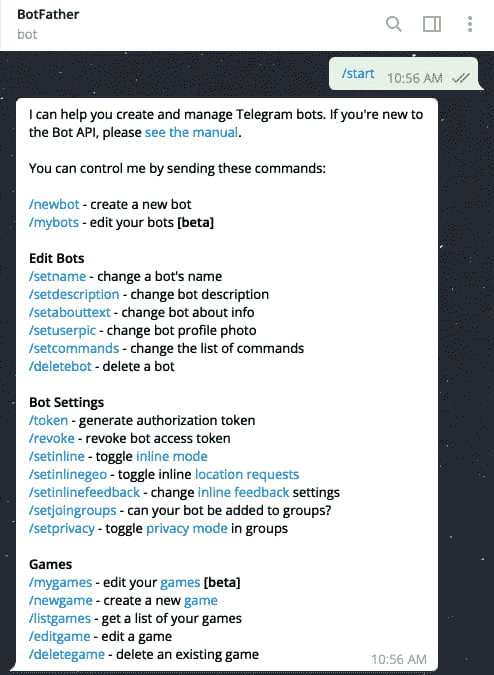 BotFather
bot
/start 10:56 AM
I can help you create and manage Telegram bots. If you're new to
the Bot API, please see the manual.
You can control me by sending these commands:
/newbot - create a new bot
/mybots - edit your bots [beta]
Edit Bots
/setname - change a bot's name
/setdescription - change bot description
/setabouttext - change bot about info
/setuserpic - change bot profile photo
/setcommands - change the list of commands
/deletebot - delete a bot
Bot Settings
/token - generate authorization token
/revoke - revoke bot access token
/setinline - toggle inline mode
/setinlinegeo - toggle inline location requests
/setinlinefeedback - change inline feedback settings
/setjoingroups - can your bot be added to groups?
/setprivacy - toggle privacy mode in groups
Games
/mygames - edit your games [beta]
/newgame - create a new game
/listgames - get a list of your games
/editgame - edit a game
/deletegame - delete an existing game
10:56 AM